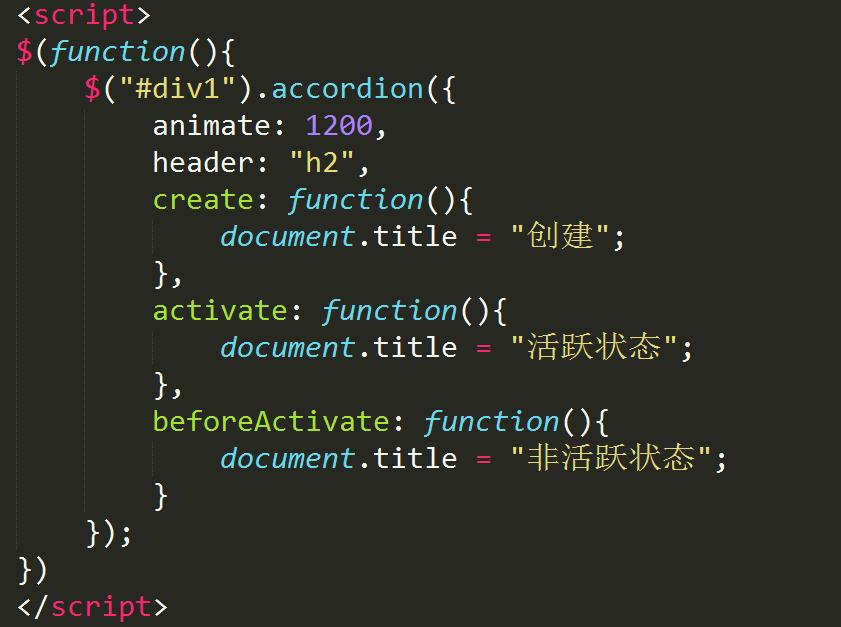 <script>
$(function(){
    $("#div1").accordion({
        animate: 1200,
        header: "h2",
        create: function(){
            document.title = "创建";
        },
        activate: function(){
            document.title = "活跃状态";
        },
        beforeActivate: function(){
            document.title = "非活跃状态";
        }
    });
})
</script>